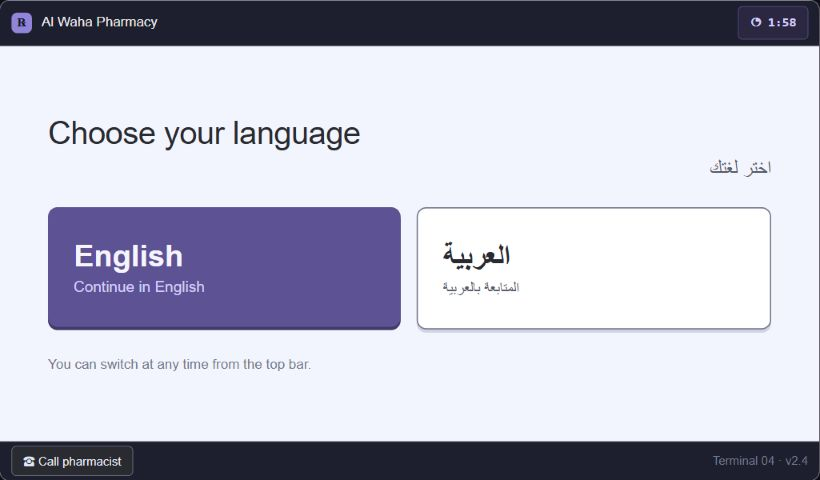 ℞ Al Waha Pharmacy
1:58
Choose your language
اختر لغتك
English
Continue in English
العربية
المتابعة بالعربية
You can switch at any time from the top bar.
☎ Call pharmacist
Terminal 04 · v2.4